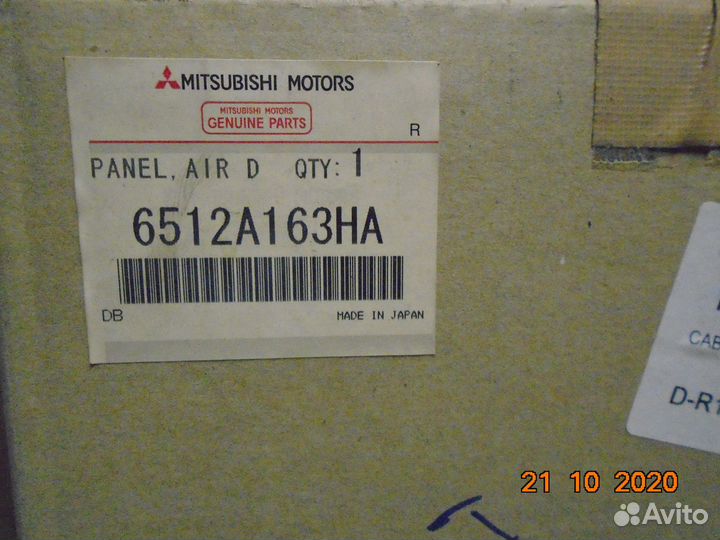 MITSUBISHI MOTORS
MITSUBISHI MOTORS
GENUINE PARTS
R
PANEL, AIR D QTY: 1
6512A163HA
DB MADE IN JAPAN
CAB
D-R1
21 10 2020
Avito